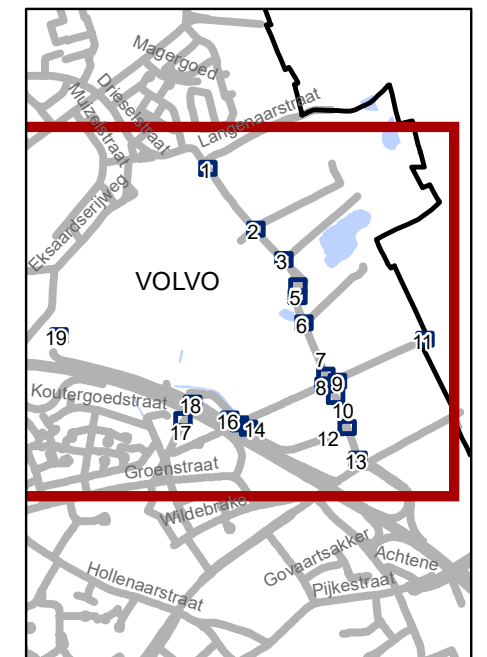 Magergoed
Drieselstraat
Muizelstraat
Langenaarstraat
1
Eksaardserijweg
2
3
VOLVO
5
6
19
11
7
8
9
Koutergoedstraat
18
10
16
17
14
12
13
Groenstraat
Wildebrake
Govaartsakker
Achtene
Hollenaarstraat
Pijkestraat